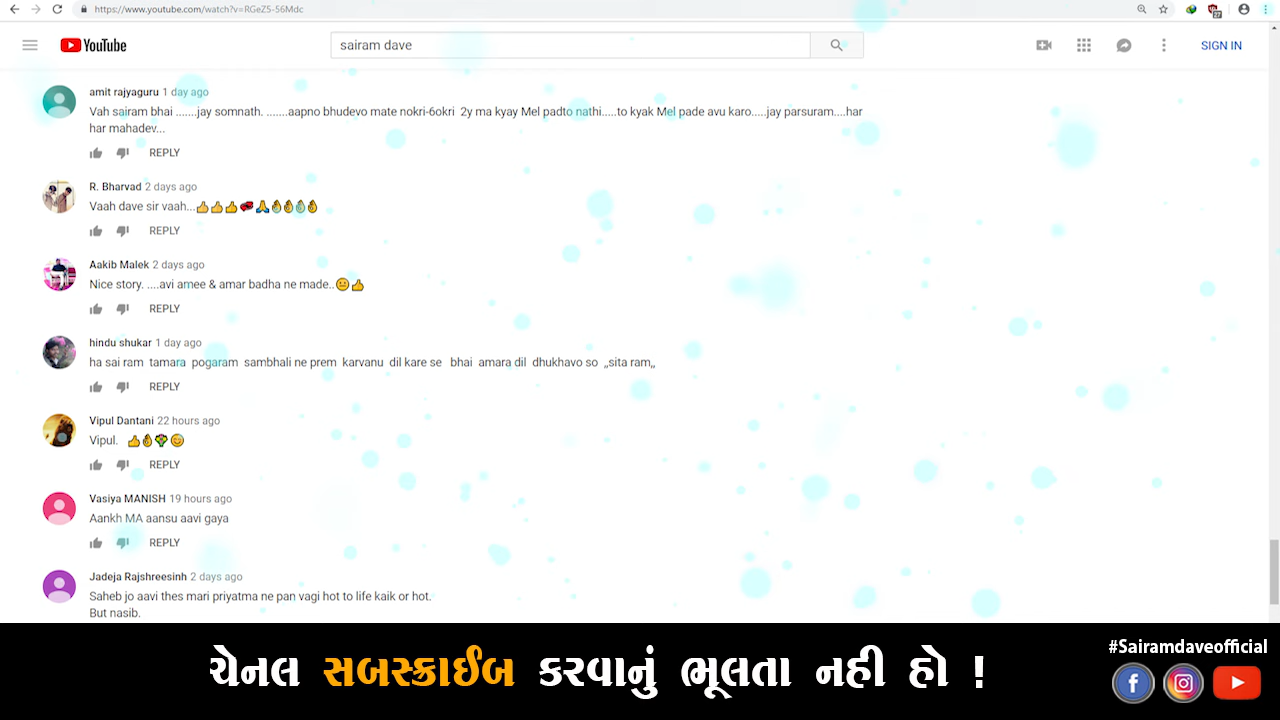 https://www.youtube.com/watch?v=RGeZ5-56Mdc
27
YouTube
sairam dave
SIGN IN
amit rajyaguru 1 day ago
Vah sairam bhai .......jay somnath. .......aapno bhudevo mate nokri-6okri 2y ma kyay Mel padto nathi.....to kyak Mel pade avu karo.....jay parsuram....har
har mahadev...
REPLY
R. Bharvad 2 days ago
Vaah dave sir vaah...👍👍👍💋🙏👌👌👌👌
REPLY
Aakib Malek 2 days ago
Nice story. ....avi amee & amar badha ne made..😐👍
REPLY
hindu shukar 1 day ago
ha sai ram tamara pogaram sambhali ne prem karvanu dil kare se bhai amara dil dhukhavo so ,,sita ram,,
REPLY
Vipul Dantani 22 hours ago
Vipul. 👍👌💐😊
REPLY
Vasiya MANISH 19 hours ago
Aankh MA aansu aavi gaya
REPLY
Jadeja Rajshreesinh 2 days ago
Saheb jo aavi thes mari priyatma ne pan vagi hot to life kaik or hot.
But nasib.
ચેનલ સબસ્ક્રાઈબ કરવાનું ભૂલતા નહી હો !
#Sairamdaveofficial